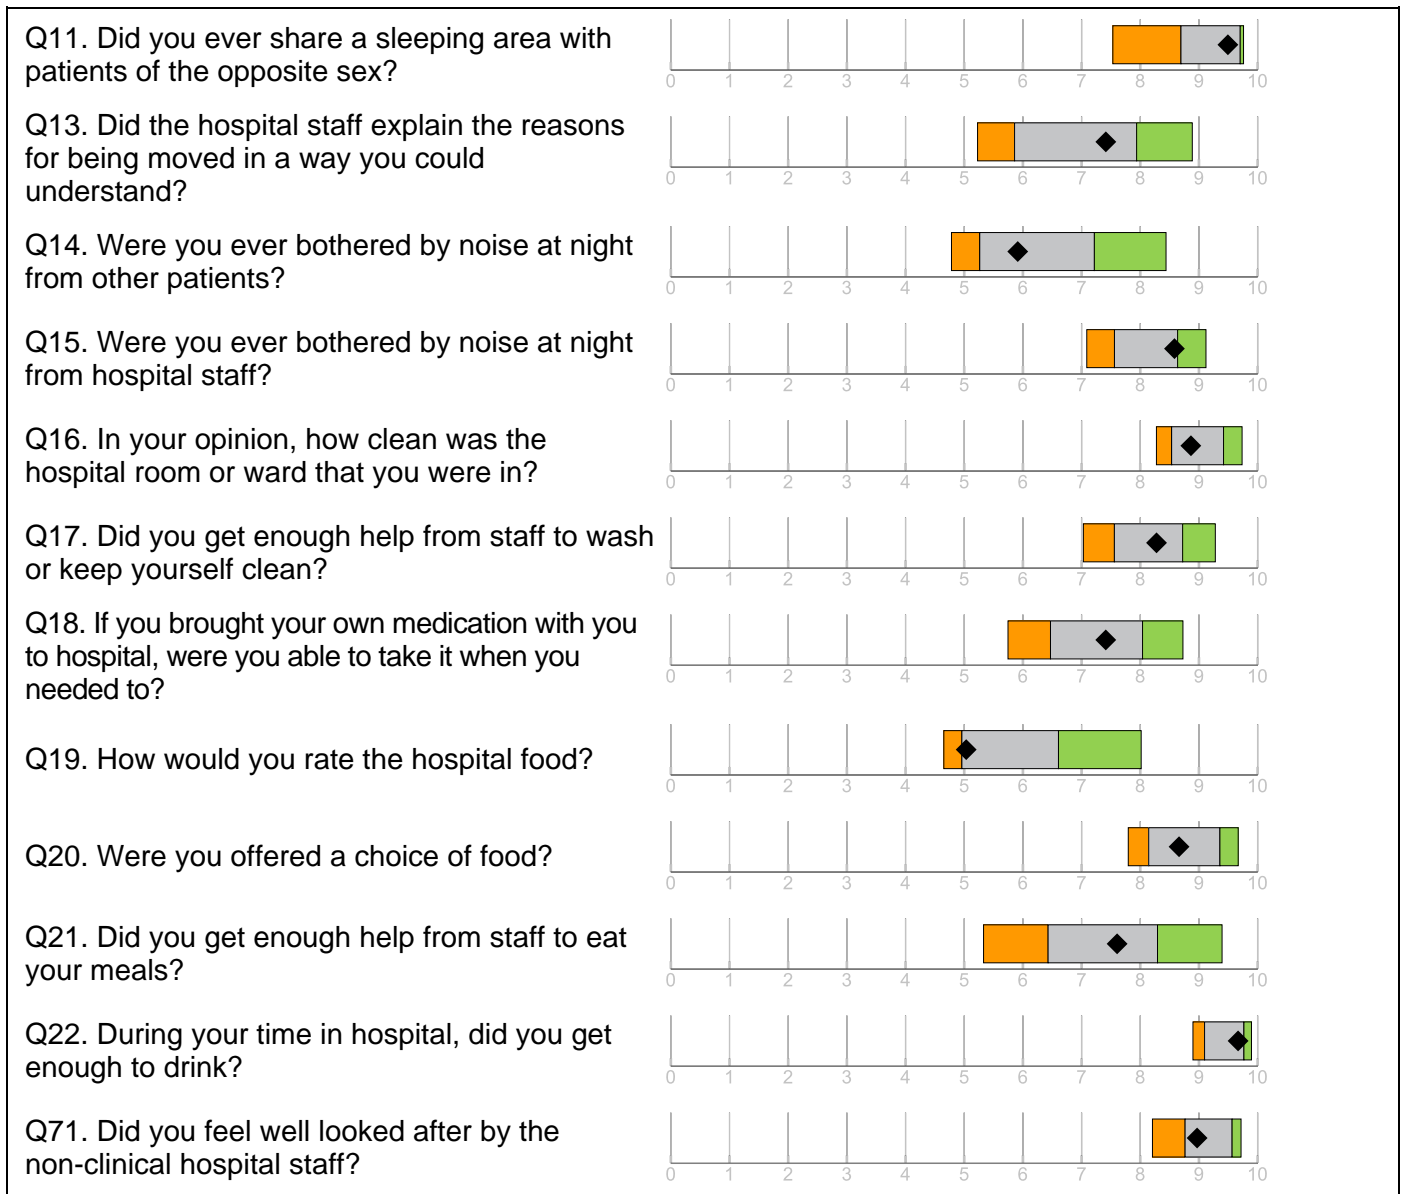 Q11. Did you ever share a sleeping area with
patients of the opposite sex?
0 1 2 3 4 5 6 7 8 9 10
Q13. Did the hospital staff explain the reasons
for being moved in a way you could
understand?
0 1 2 3 4 5 6 7 8 9 10
Q14. Were you ever bothered by noise at night
from other patients?
0 1 2 3 4 5 6 7 8 9 10
Q15. Were you ever bothered by noise at night
from hospital staff?
0 1 2 3 4 5 6 7 8 9 10
Q16. In your opinion, how clean was the
hospital room or ward that you were in?
0 1 2 3 4 5 6 7 8 9 10
Q17. Did you get enough help from staff to wash
or keep yourself clean?
0 1 2 3 4 5 6 7 8 9 10
Q18. If you brought your own medication with you
to hospital, were you able to take it when you
needed to?
0 1 2 3 4 5 6 7 8 9 10
Q19. How would you rate the hospital food?
0 1 2 3 4 5 6 7 8 9 10
Q20. Were you offered a choice of food?
0 1 2 3 4 5 6 7 8 9 10
Q21. Did you get enough help from staff to eat
your meals?
0 1 2 3 4 5 6 7 8 9 10
Q22. During your time in hospital, did you get
enough to drink?
0 1 2 3 4 5 6 7 8 9 10
Q71. Did you feel well looked after by the
non-clinical hospital staff?
0 1 2 3 4 5 6 7 8 9 10